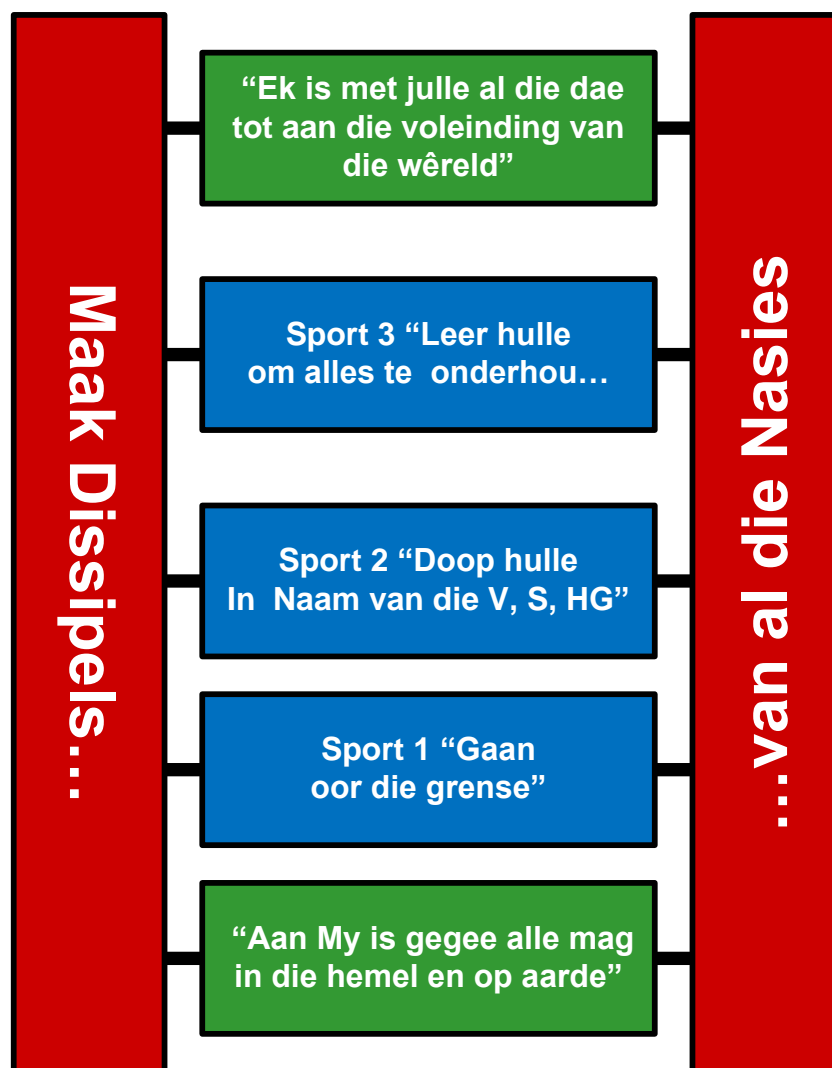 Maak Dissipels...
“Ek is met julle al die dae
tot aan die voleinding van
die wêreld”
Sport 3 “Leer hulle
om alles te onderhou…
Sport 2 “Doop hulle
In Naam van die V, S, HG”
Sport 1 “Gaan
oor die grense”
“Aan My is gegee alle mag
in die hemel en op aarde”
...van al die Nasies